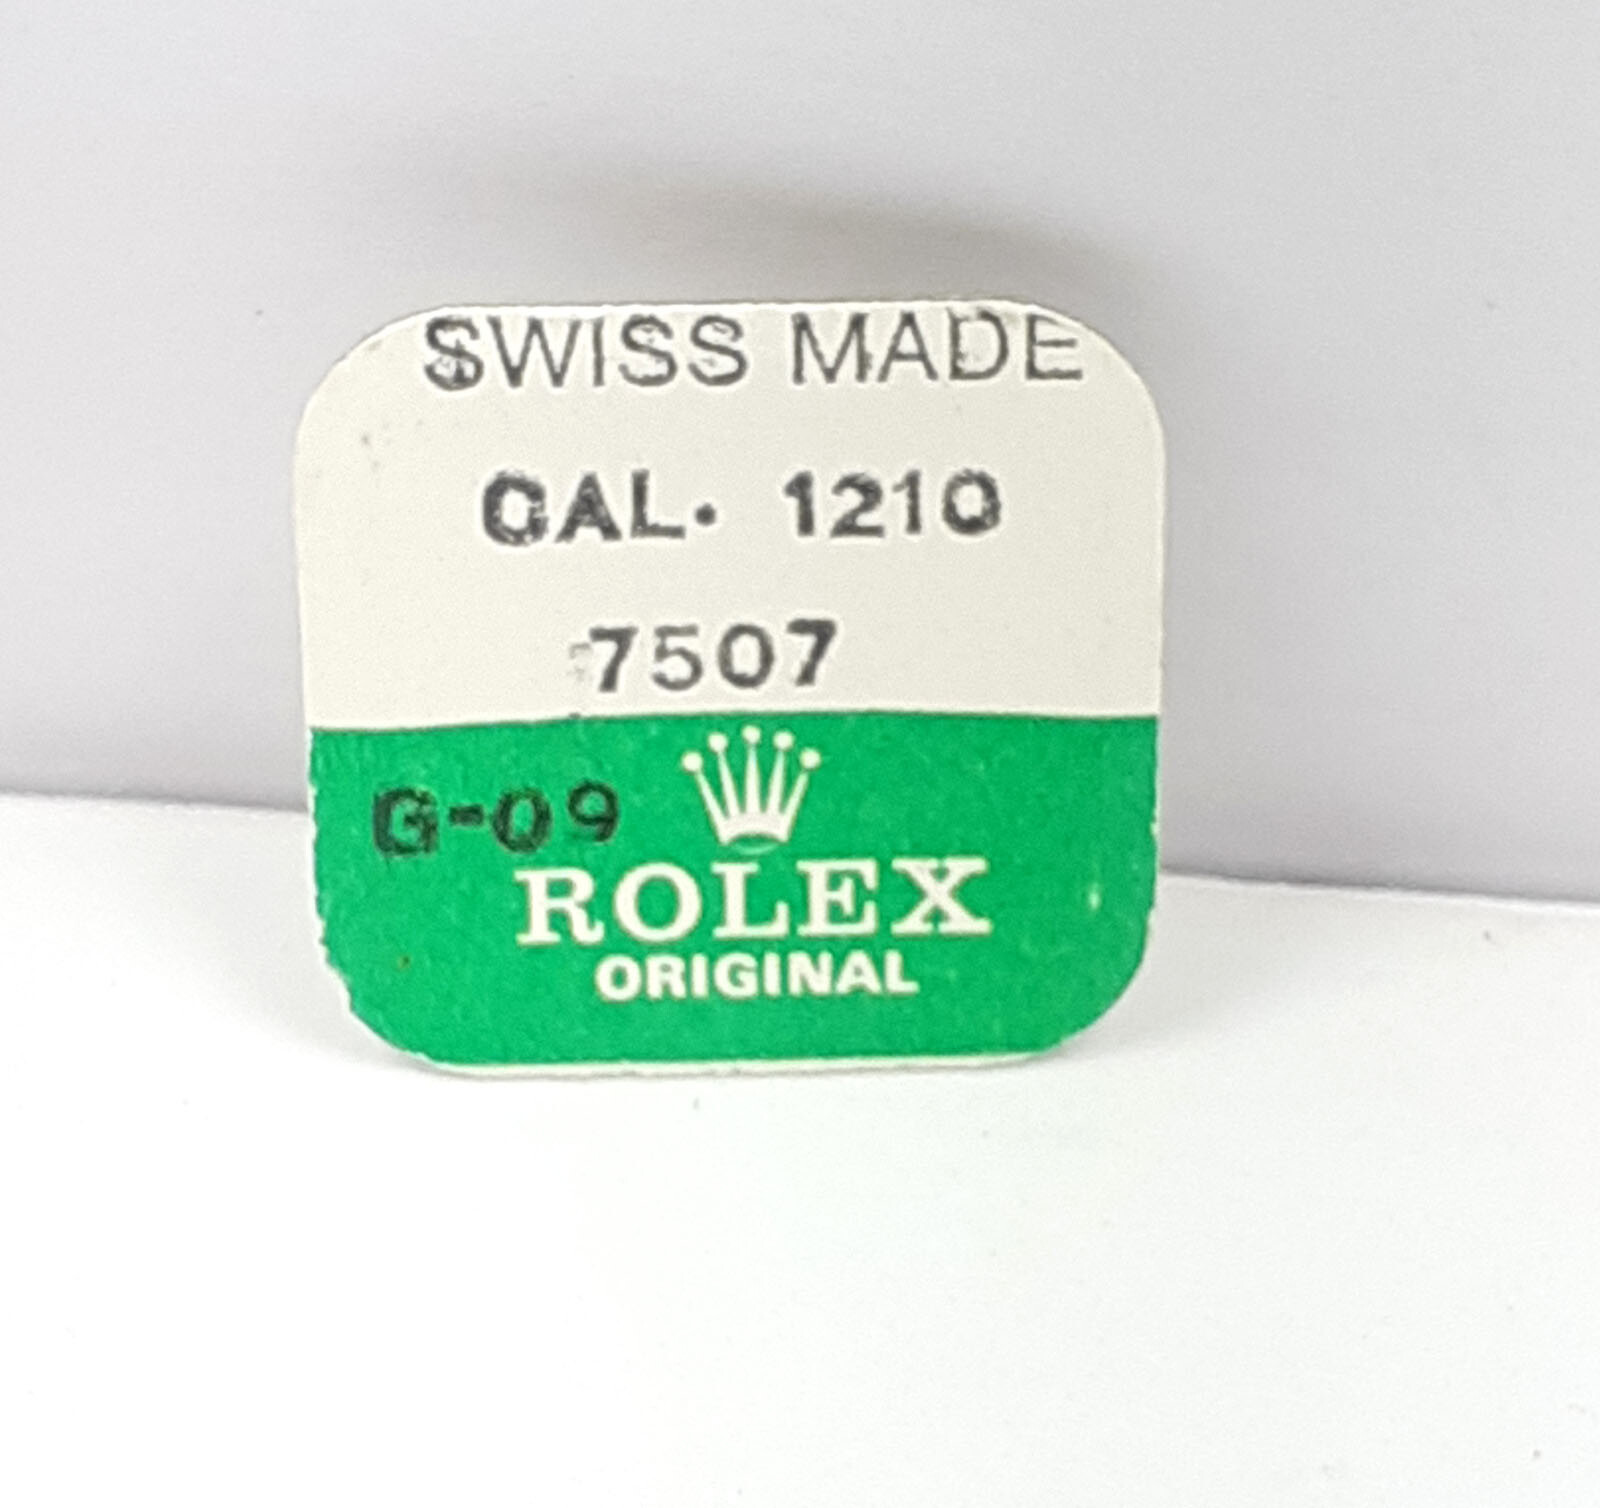 SWISS MADE
CAL. 1210
7507
G-09
ROLEX
ORIGINAL